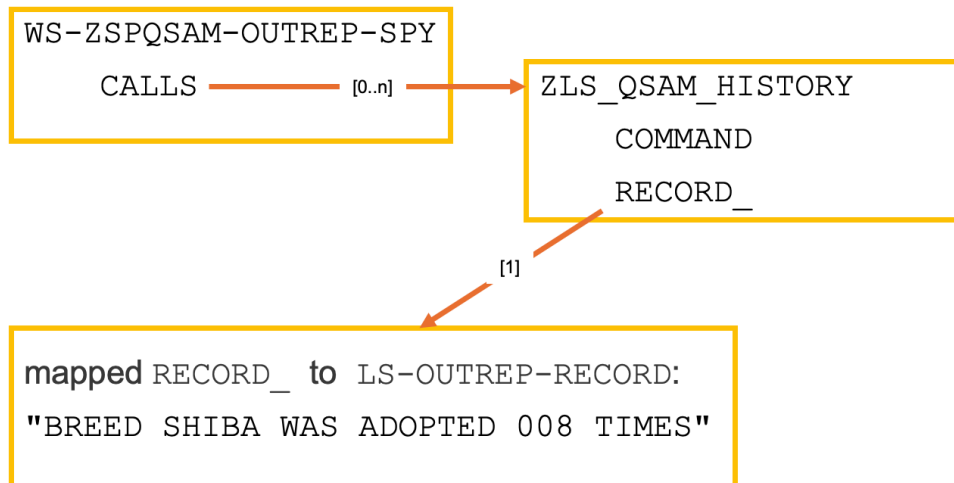 WS-ZSPQSAM-OUTREP-SPY
CALLS [0..n]
ZLS_QSAM_HISTORY
COMMAND
RECORD_
[1]
mapped RECORD_ to LS-OUTREP-RECORD:
"BREED SHIBA WAS ADOPTED 008 TIMES"